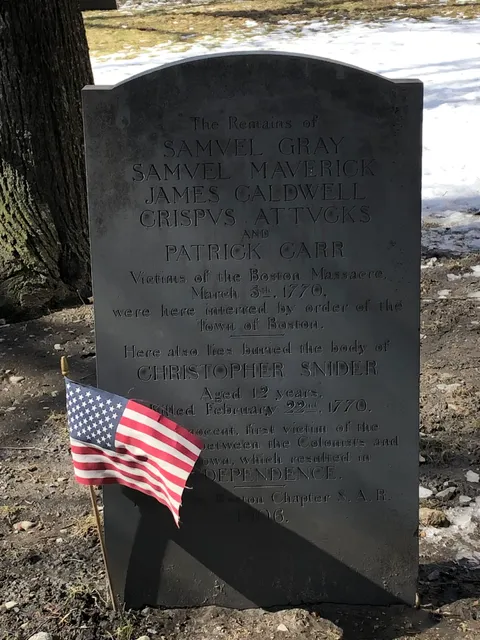 The Remains of
SAMVEL GRAY
SAMVEL MAVERICK
JAMES CALDWELL
CRISPVS ATTVCKS
AND
PATRICK CARR
Victims of the Boston Massacre,
March 5th, 1770,
were here interred by order of the
Town of Boston.
Here also lies buried the body of
CHRISTOPHER SNIDER
Aged 12 years,
killed February 22nd, 1770.
first victim of the
between the Colonists and
which resulted in
INDEPENDENCE.
Boston Chapter S. A. R.